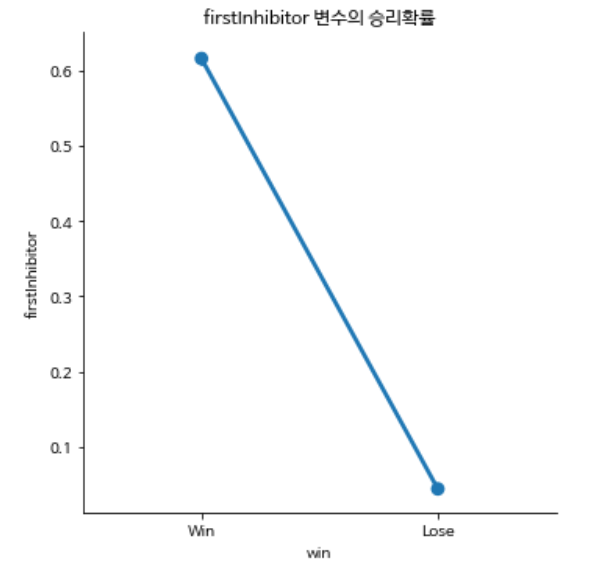 firstInhibitor 변수의 승리확률
0.6
0.5
0.4
0.3
0.2
0.1
firstInhibitor
Win
Lose
win